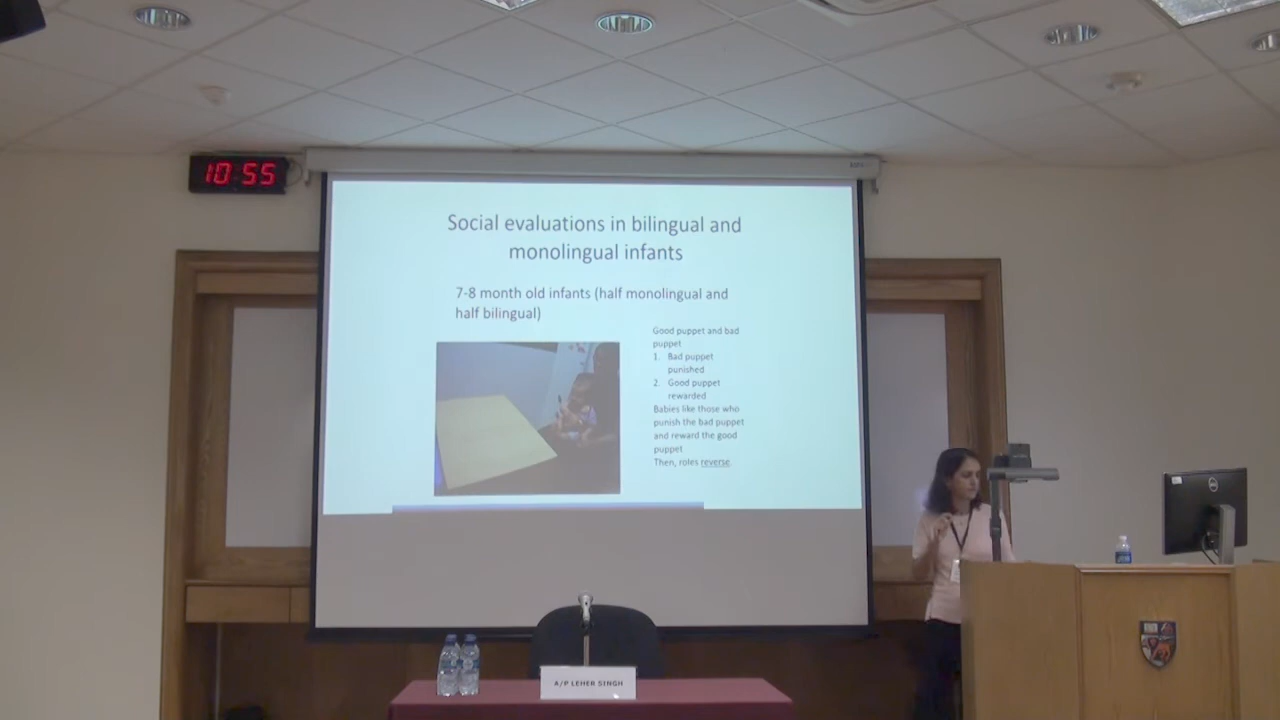 10 55
Social evaluations in bilingual and
monolingual infants
7-8 month old infants (half monolingual and
half bilingual)
Good puppet and bad
puppet
1. Bad puppet
punished
2. Good puppet
rewarded
Babies like those who
punish the bad puppet
and reward the good
puppet
Then, roles reverse.
A/P LEHER SINGH
DELL